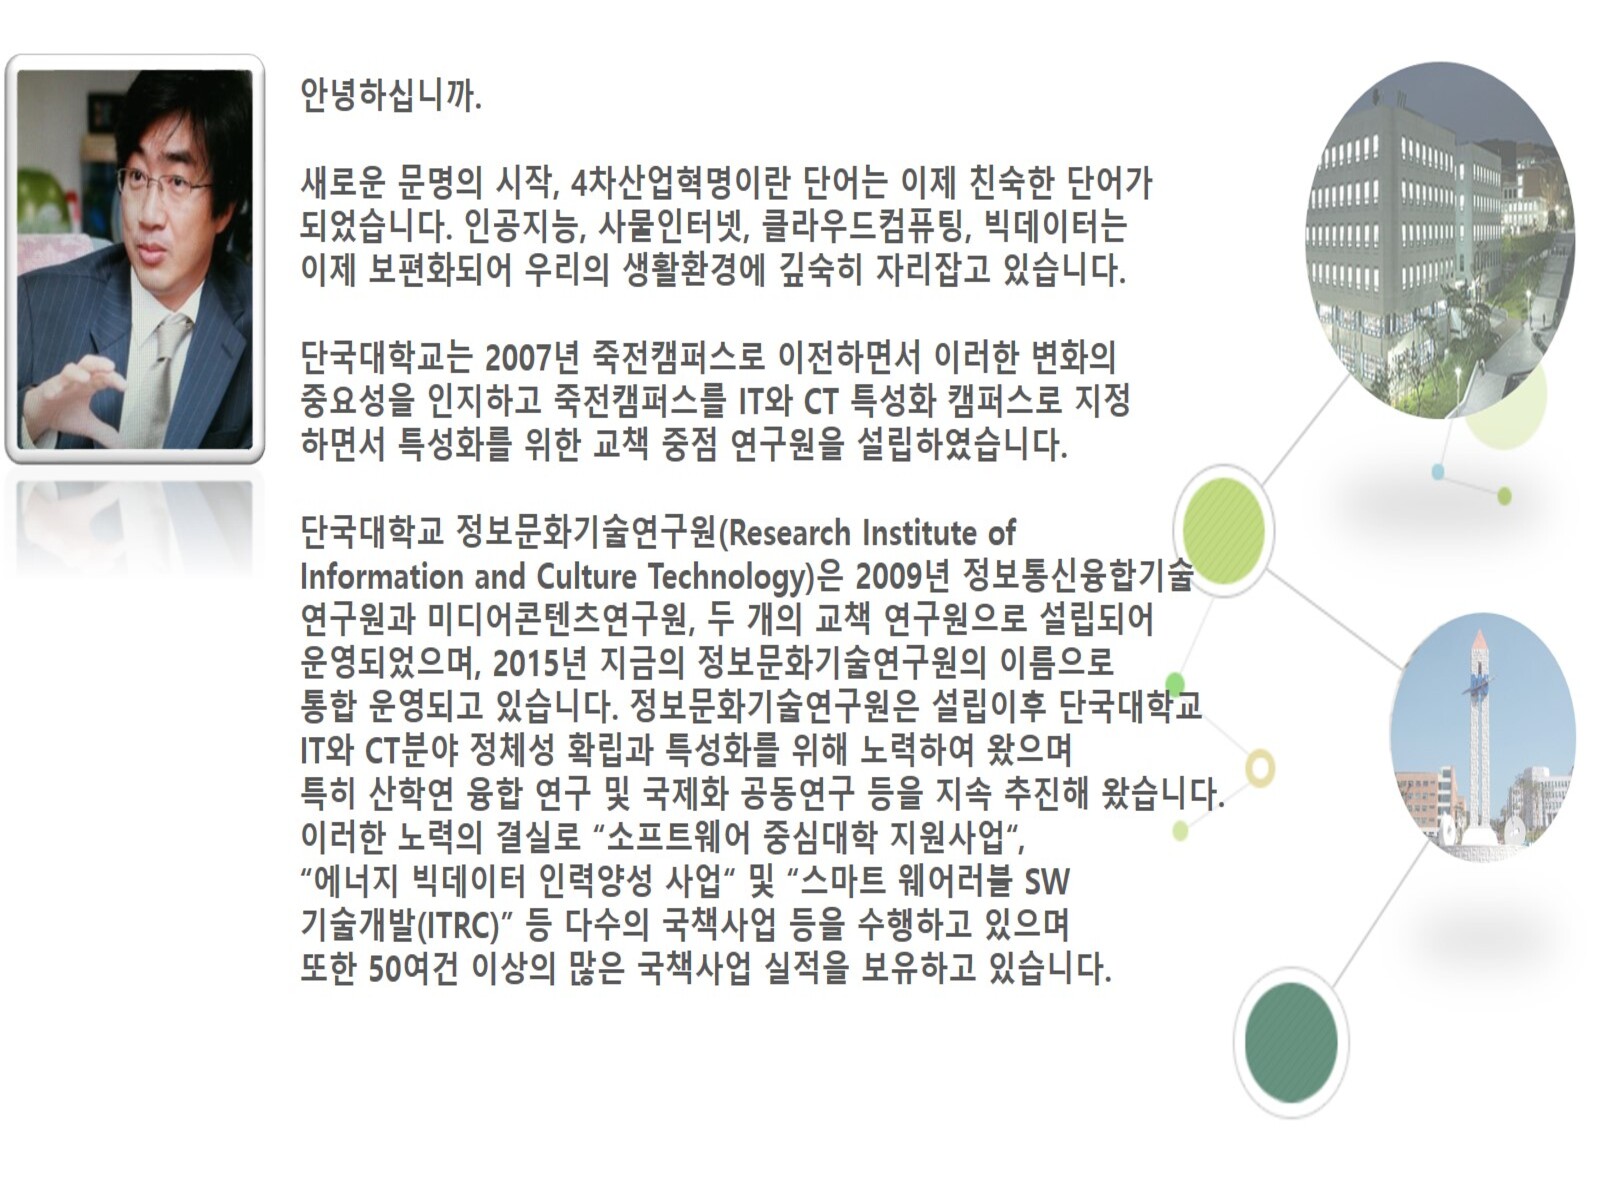 안녕하십니까.
새로운 문명의 시작, 4차산업혁명이란 단어는 이제 친숙한 단어가
되었습니다. 인공지능, 사물인터넷, 클라우드컴퓨팅, 빅데이터는
이제 보편화되어 우리의 생활환경에 깊숙히 자리잡고 있습니다.
단국대학교는 2007년 죽전캠퍼스로 이전하면서 이러한 변화의
중요성을 인지하고 죽전캠퍼스를 IT와 CT 특성화 캠퍼스로 지정
하면서 특성화를 위한 교책 중점 연구원을 설립하였습니다.
단국대학교 정보문화기술연구원(Research Institute of
Information and Culture Technology)은 2009년 정보통신융합기술
연구원과 미디어콘텐츠연구원, 두 개의 교책 연구원으로 설립되어
운영되었으며, 2015년 지금의 정보문화기술연구원의 이름으로
통합 운영되고 있습니다. 정보문화기술연구원은 설립이후 단국대학교
IT와 CT분야 정체성 확립과 특성화를 위해 노력하여 왔으며
특히 산학연 융합 연구 및 국제화 공동연구 등을 지속 추진해 왔습니다.
이러한 노력의 결실로 “소프트웨어 중심대학 지원사업“,
“에너지 빅데이터 인력양성 사업“ 및 “스마트 웨어러블 SW
기술개발(ITRC)” 등 다수의 국책사업 등을 수행하고 있으며
또한 50여건 이상의 많은 국책사업 실적을 보유하고 있습니다.